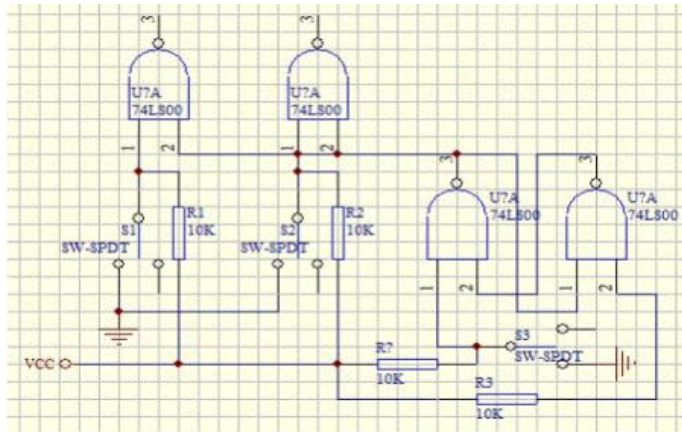 3 3
U?A U?A
74LS00 74LS00
1 2 1 2
3 3
R1 R2 U?A U?A
S1 10K S2 10K 74LS00 74LS00
SW-SPDT SW-SPDT
1 2 1 2
S3
R? SW-SPDT
VCC
10K R3
10K